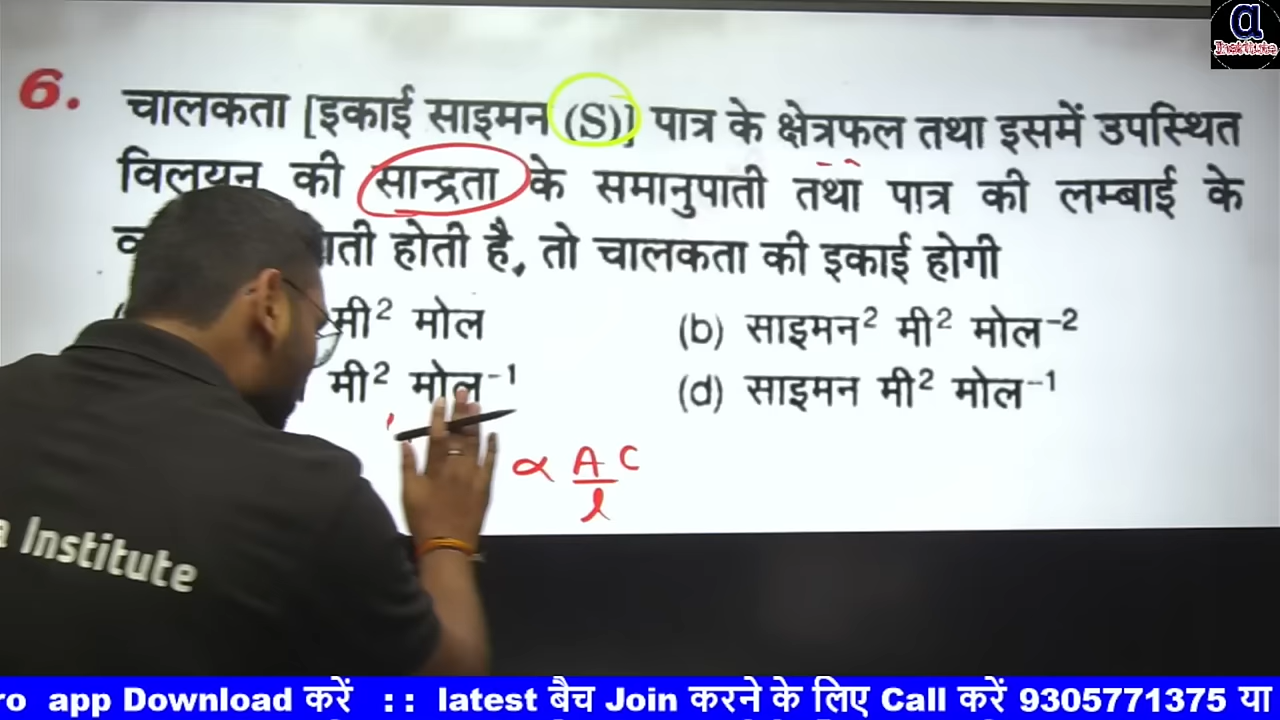 a
Institute
6.
चालकता [इकाई साइमन (S)] पात्र के क्षेत्रफल तथा इसमें उपस्थित
विलयन की सान्द्रता के समानुपाती तथा पात्र की लम्बाई के
होती है, तो चालकता की इकाई होगी
मी² मोल
(b) साइमन² मी² मोल⁻²
मी² मोल⁻¹
(d) साइमन मी² मोल⁻¹
∝ A C
l
a Institute
app Download करें :: latest बैच Join करने के लिए Call करें 9305771375 या